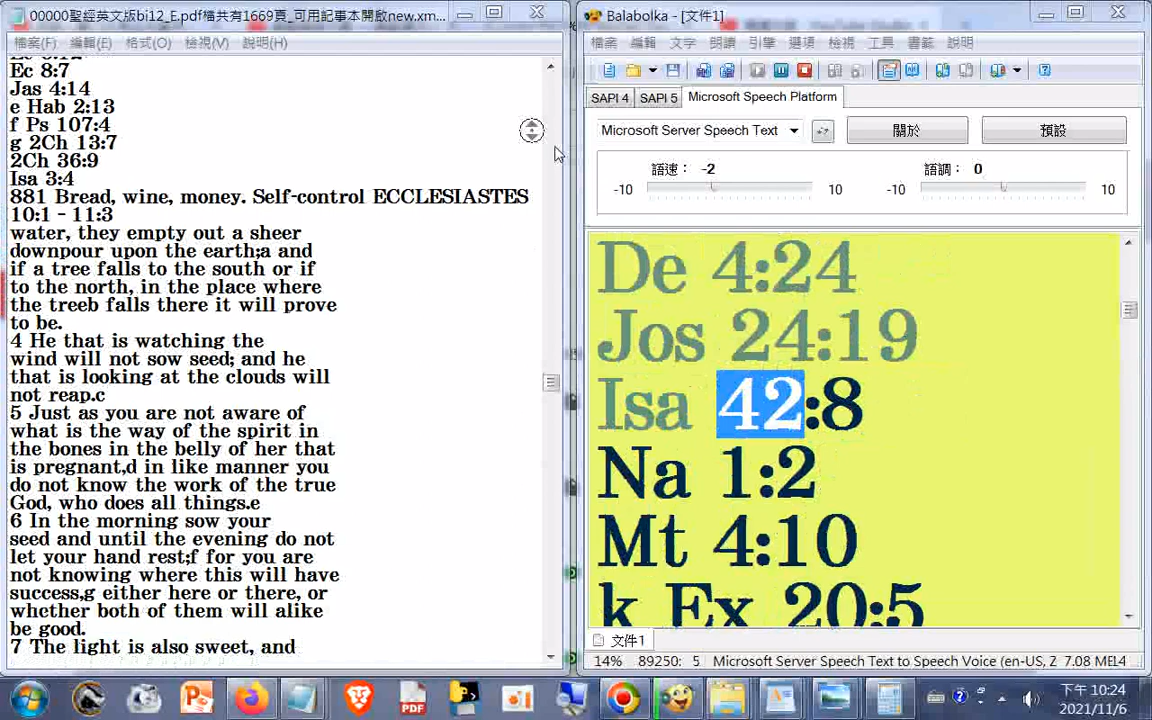 00000聖經英文版bi12_E.pdf檔共有1669頁_可用記事本開啟new.xm...
檔案(F) 編輯(E) 格式(O) 檢視(V) 說明(H)
Ec 8:7
Jas 4:14
e Hab 2:13
f Ps 107:4
g 2Ch 13:7
2Ch 36:9
Isa 3:4
881 Bread, wine, money. Self-control ECCLESIASTES
10:1 - 11:3
water, they empty out a sheer
downpour upon the earth;a and
if a tree falls to the south or if
to the north, in the place where
the treeb falls there it will prove
to be.
4 He that is watching the
wind will not sow seed; and he
that is looking at the clouds will
not reap.c
5 Just as you are not aware of
what is the way of the spirit in
the bones in the belly of her that
is pregnant,d in like manner you
do not know the work of the true
God, who does all things.e
6 In the morning sow your
seed and until the evening do not
let your hand rest;f for you are
not knowing where this will have
success,g either here or there, or
whether both of them will alike
be good.
7 The light is also sweet, and
Balabolka - [文件1]
檔案 編輯 文字 朗讀 引擎 選項 檢視 工具 書籤 說明
SAPI 4 SAPI 5 Microsoft Speech Platform
Microsoft Server Speech Text 關於 預設
語速： -2 語調： 0
-10 10 -10 10
De 4:24
Jos 24:19
Isa 42:8
Na 1:2
Mt 4:10
k Ex 20:5
文件1
14% 89250: 5 Microsoft Server Speech Text to Speech Voice (en-US, 2 7.08 ME14
下午 10:24
2021/11/6